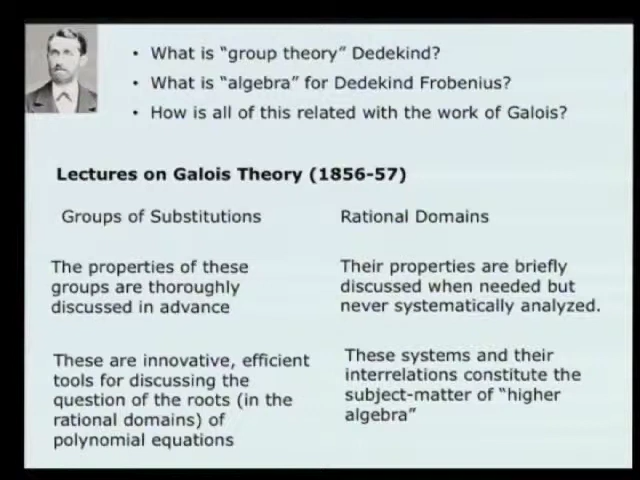 • What is “group theory” Dedekind?
• What is “algebra” for Dedekind Frobenius?
• How is all of this related with the work of Galois?
Lectures on Galois Theory (1856-57)
Groups of Substitutions
Rational Domains
The properties of these
groups are thoroughly
discussed in advance
Their properties are briefly
discussed when needed but
never systematically analyzed.
These are innovative, efficient
tools for discussing the
question of the roots (in the
rational domains) of
polynomial equations
These systems and their
interrelations constitute the
subject-matter of “higher
algebra”